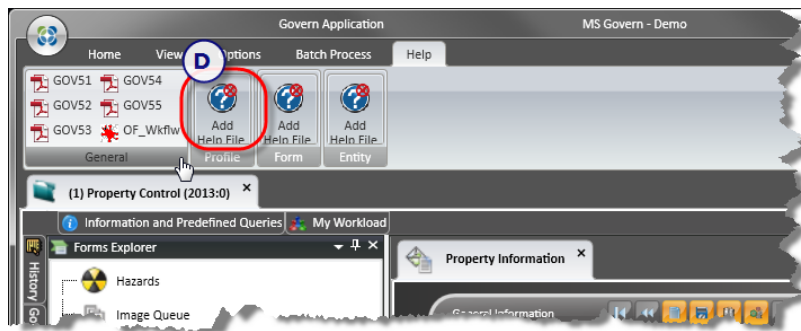 Govern Application MS Govern - Demo
Home View Options Batch Process Help
D
GOV51 GOV54
GOV52 GOV55
GOV53 OF_Wkflw
General
Add Help File
Profile
Add Help File
Form
Add Help File
Entity
(1) Property Control (2013:0) ×
Information and Predefined Queries My Workload
History
Go
Forms Explorer
Hazards
Image Queue
Property Information ×
General Information